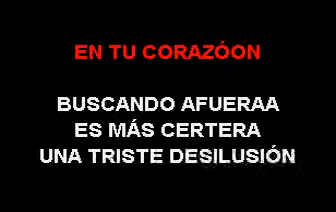 EN TU CORAZÓON
BUSCANDO AFUERAA
ES MÁS CERTERA
UNA TRISTE DESILUSIÓN